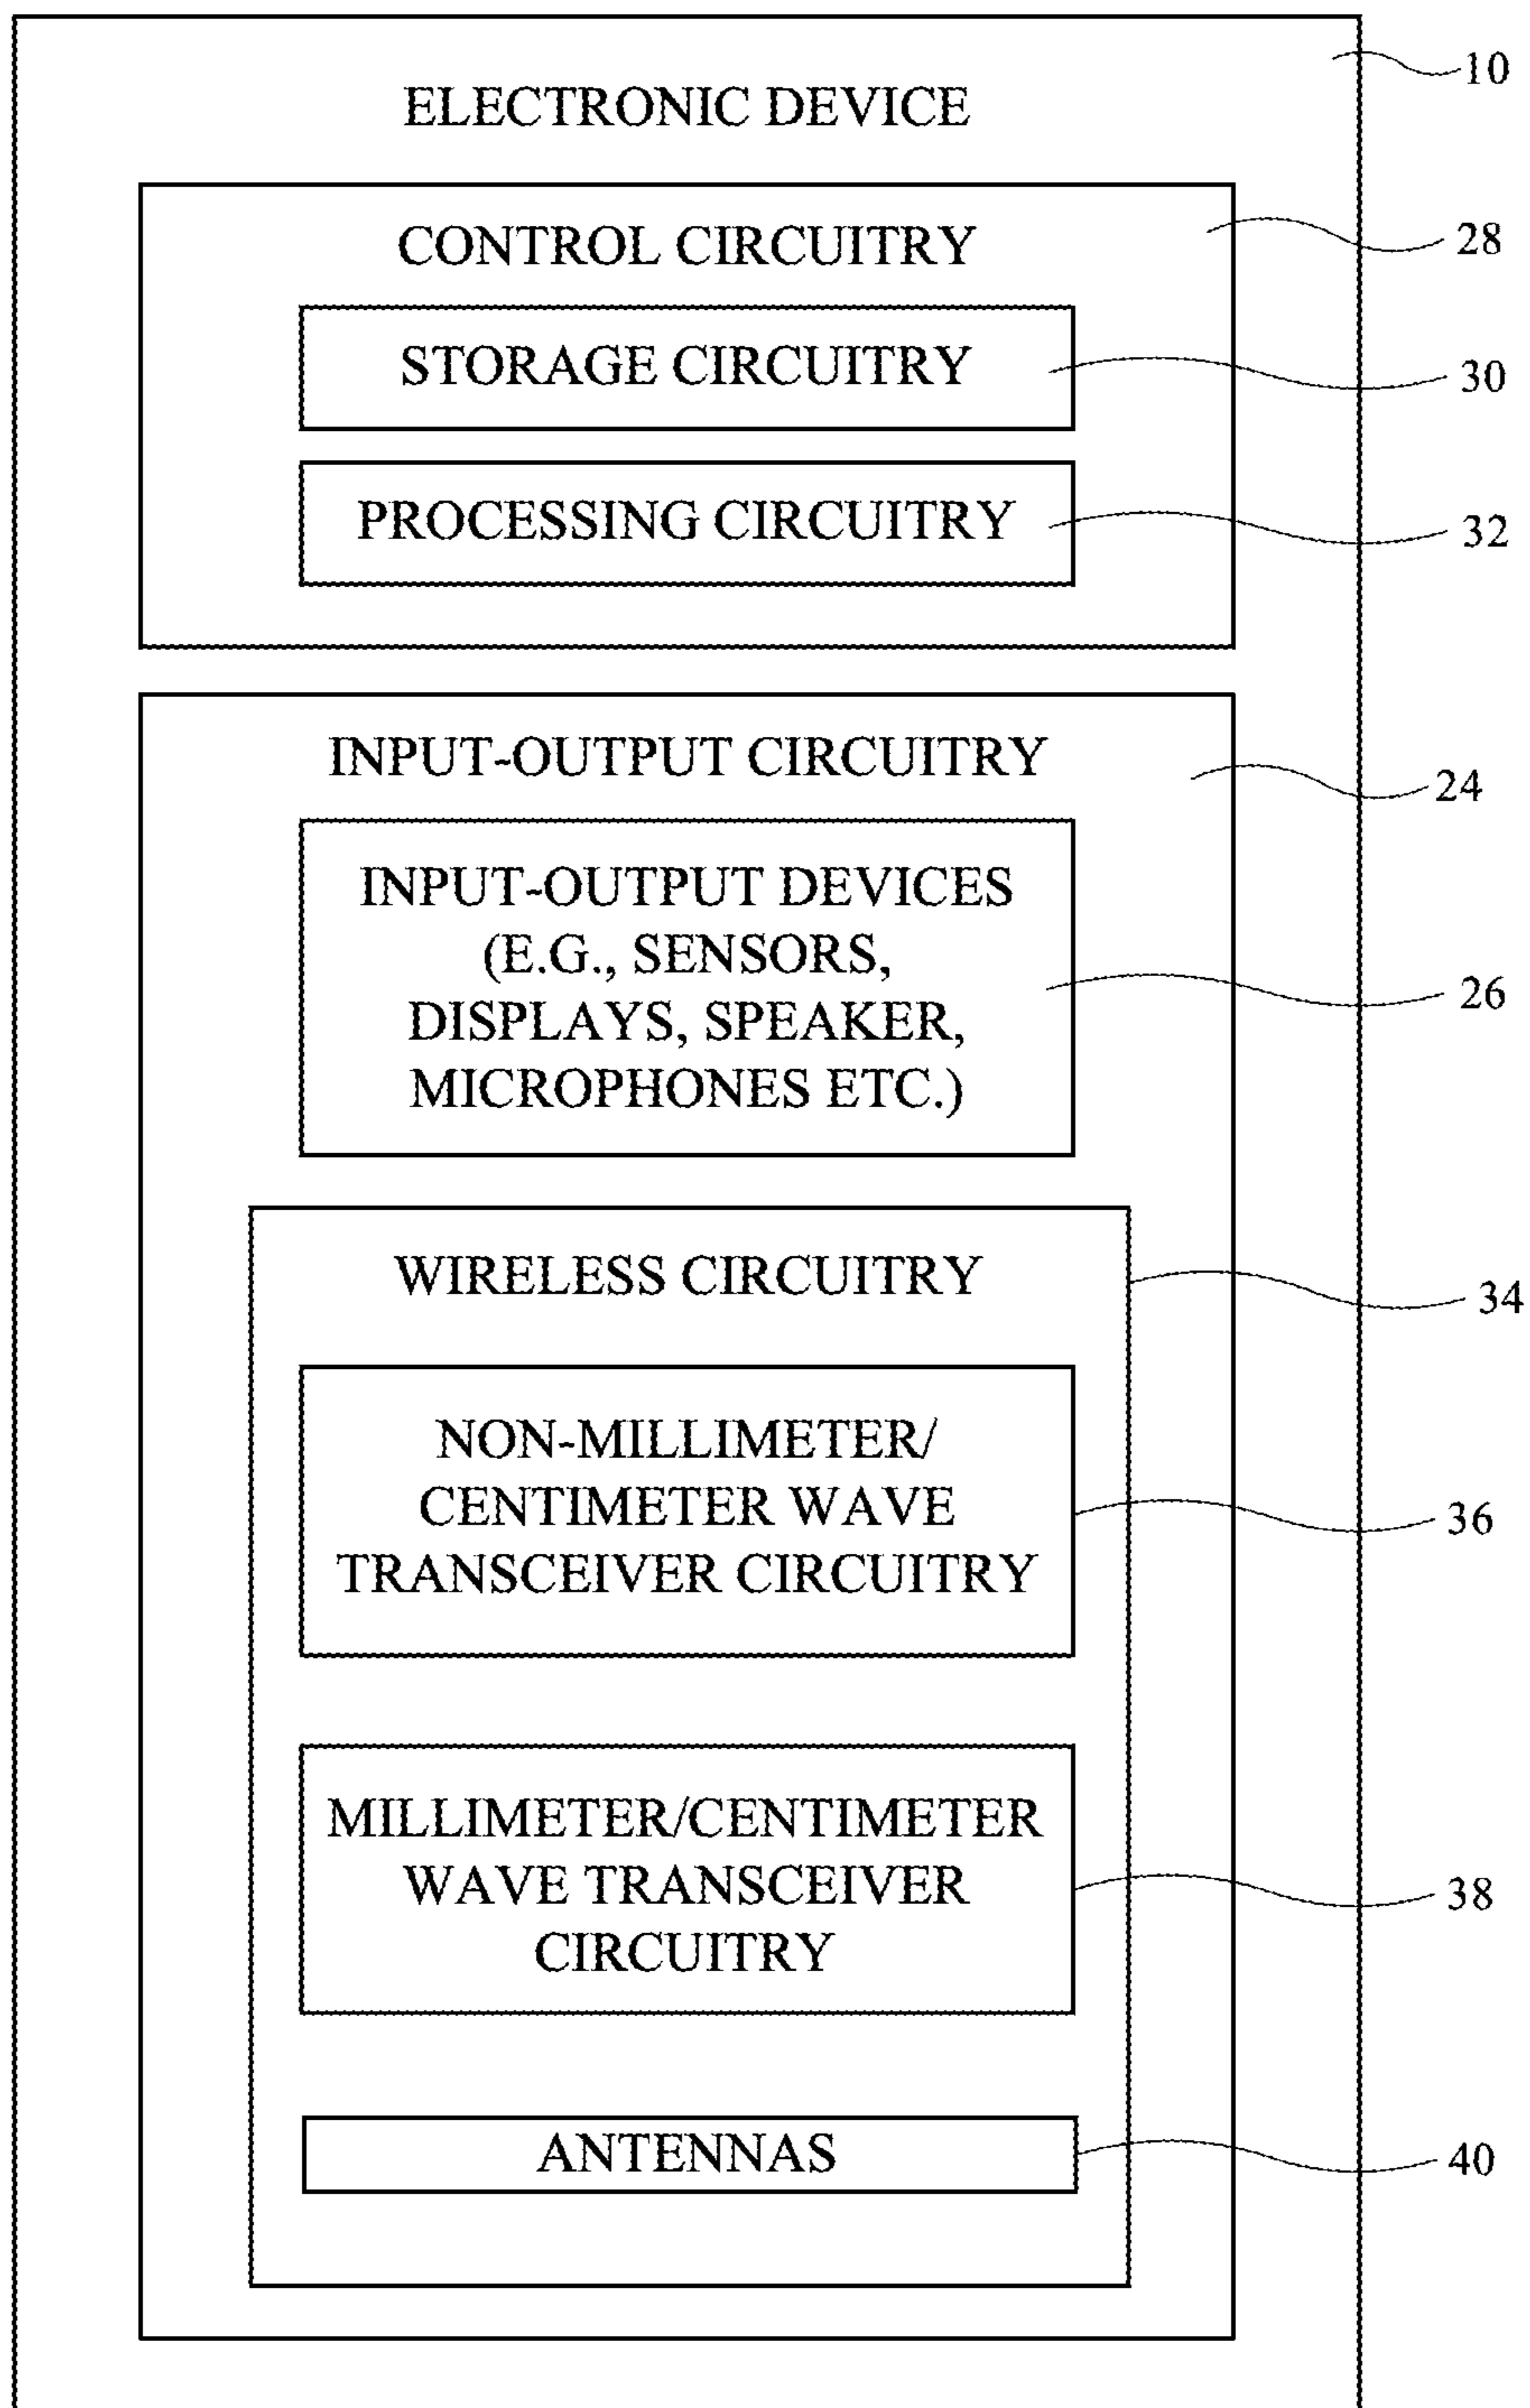 10
ELECTRONIC DEVICE
CONTROL CIRCUITRY
28
STORAGE CIRCUITRY
30
PROCESSING CIRCUITRY
32
INPUT-OUTPUT CIRCUITRY
24
INPUT-OUTPUT DEVICES
(E.G., SENSORS,
DISPLAYS, SPEAKER,
MICROPHONES ETC.)
26
WIRELESS CIRCUITRY
34
NON-MILLIMETER/
CENTIMETER WAVE
TRANSCEIVER CIRCUITRY
36
MILLIMETER/CENTIMETER
WAVE TRANSCEIVER
CIRCUITRY
38
ANTENNAS
40